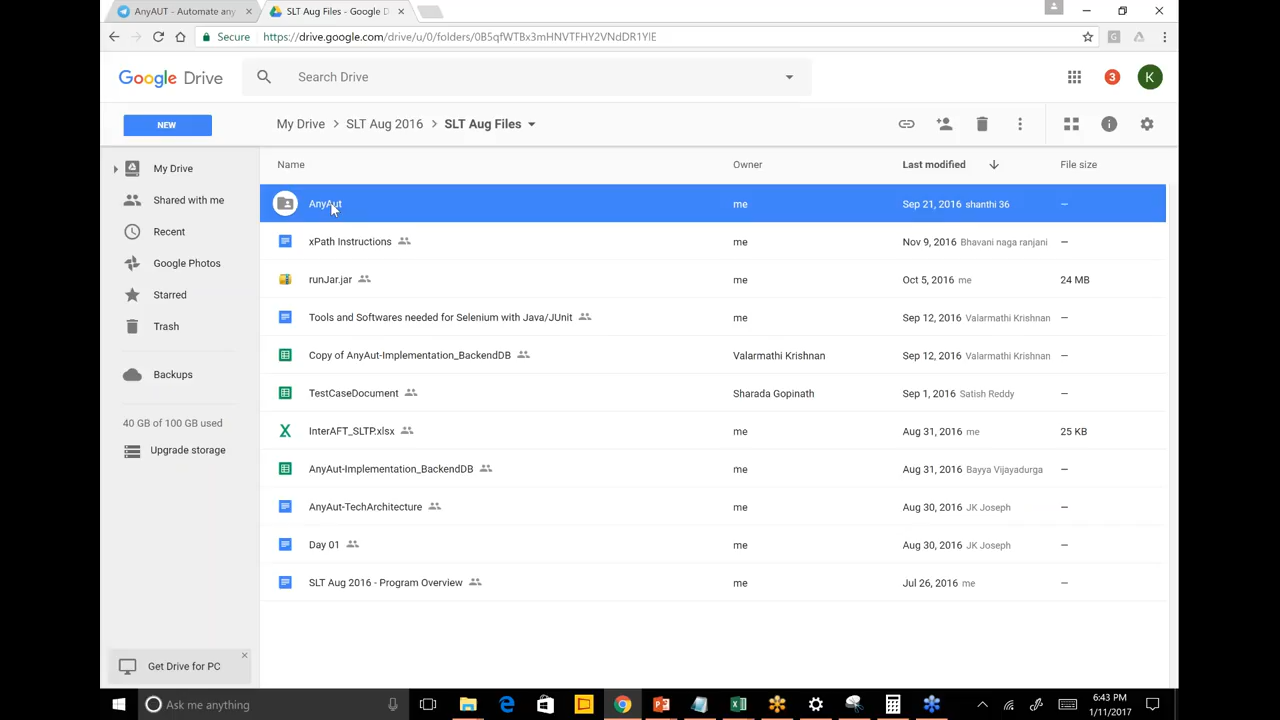 AnyAUT - Automate any
SLT Aug Files - Google D
Secure https://drive.google.com/drive/u/0/folders/0B5qfWTBx3mHNVTFHY2VNdDR1YlE
Google Drive
Search Drive
3
K
NEW
My Drive > SLT Aug 2016 > SLT Aug Files
Name Owner Last modified File size
My Drive
Shared with me
Recent
Google Photos
Starred
Trash
Backups
40 GB of 100 GB used
Upgrade storage
Get Drive for PC
AnyAut me Sep 21, 2016 shanthi 36 –
xPath Instructions me Nov 9, 2016 Bhavani naga ranjani –
runJar.jar me Oct 5, 2016 me 24 MB
Tools and Softwares needed for Selenium with Java/JUnit me Sep 12, 2016 Valarmathi Krishnan –
Copy of AnyAut-Implementation_BackendDB Valarmathi Krishnan Sep 12, 2016 Valarmathi Krishnan –
TestCaseDocument Sharada Gopinath Sep 1, 2016 Satish Reddy –
InterAFT_SLTP.xlsx me Aug 31, 2016 me 25 KB
AnyAut-Implementation_BackendDB me Aug 31, 2016 Bayya Vijayadurga –
AnyAut-TechArchitecture me Aug 30, 2016 JK Joseph –
Day 01 me Aug 30, 2016 JK Joseph –
SLT Aug 2016 - Program Overview me Jul 26, 2016 me –
Ask me anything
6:43 PM
1/11/2017